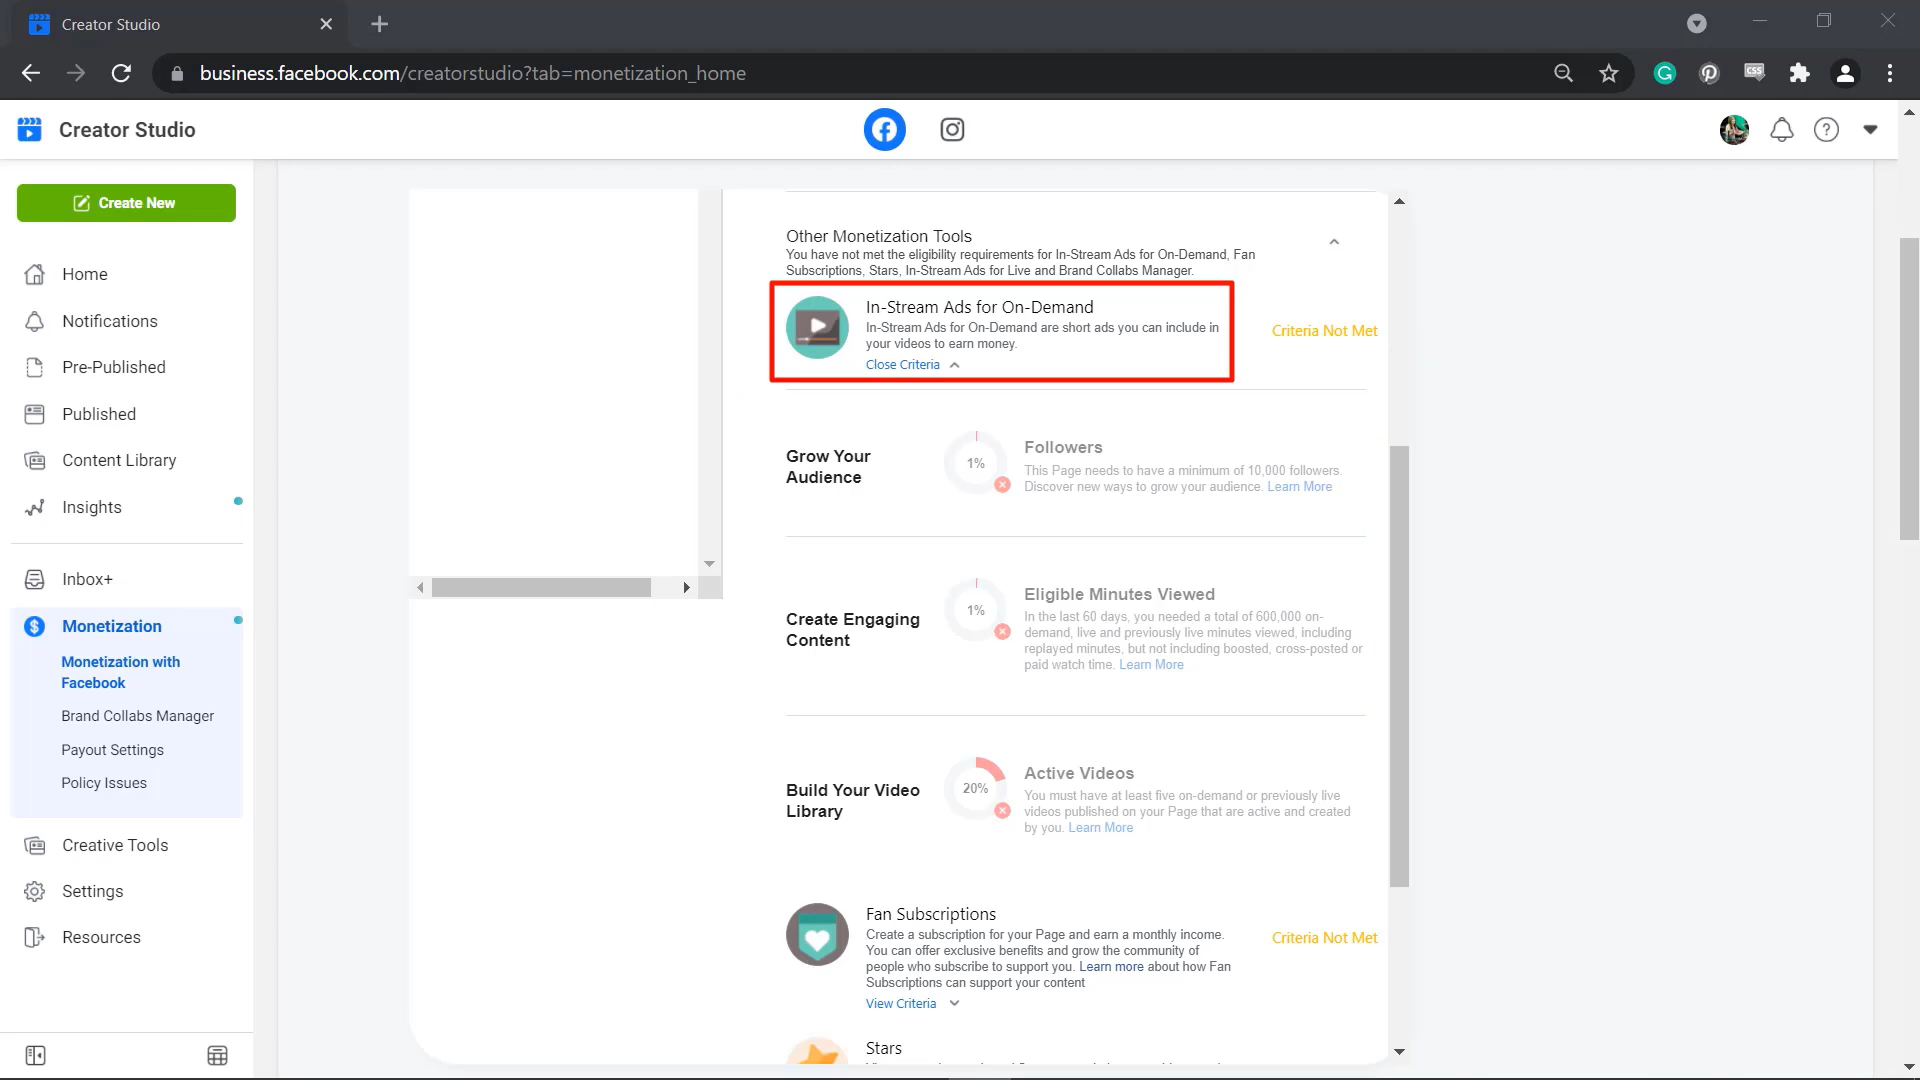 Creator Studio
business.facebook.com/creatorstudio?tab=monetization_home
CSS
Creator Studio
Create New
Home
Notifications
Pre-Published
Published
Content Library
Insights
Inbox+
Monetization
Monetization with
Facebook
Brand Collabs Manager
Payout Settings
Policy Issues
Creative Tools
Settings
Resources
Other Monetization Tools
You have not met the eligibility requirements for In-Stream Ads for On-Demand, Fan
Subscriptions, Stars, In-Stream Ads for Live and Brand Collabs Manager.
In-Stream Ads for On-Demand
In-Stream Ads for On-Demand are short ads you can include in
your videos to earn money.
Close Criteria
Criteria Not Met
Grow Your
Audience
1%
Followers
This Page needs to have a minimum of 10,000 followers.
Discover new ways to grow your audience. Learn More
Create Engaging
Content
1%
Eligible Minutes Viewed
In the last 60 days, you needed a total of 600,000 on-
demand, live and previously live minutes viewed, including
replayed minutes, but not including boosted, cross-posted or
paid watch time. Learn More
Build Your Video
Library
20%
Active Videos
You must have at least five on-demand or previously live
videos published on your Page that are active and created
by you. Learn More
Fan Subscriptions
Create a subscription for your Page and earn a monthly income.
You can offer exclusive benefits and grow the community of
people who subscribe to support you. Learn more about how Fan
Subscriptions can support your content
View Criteria
Criteria Not Met
Stars